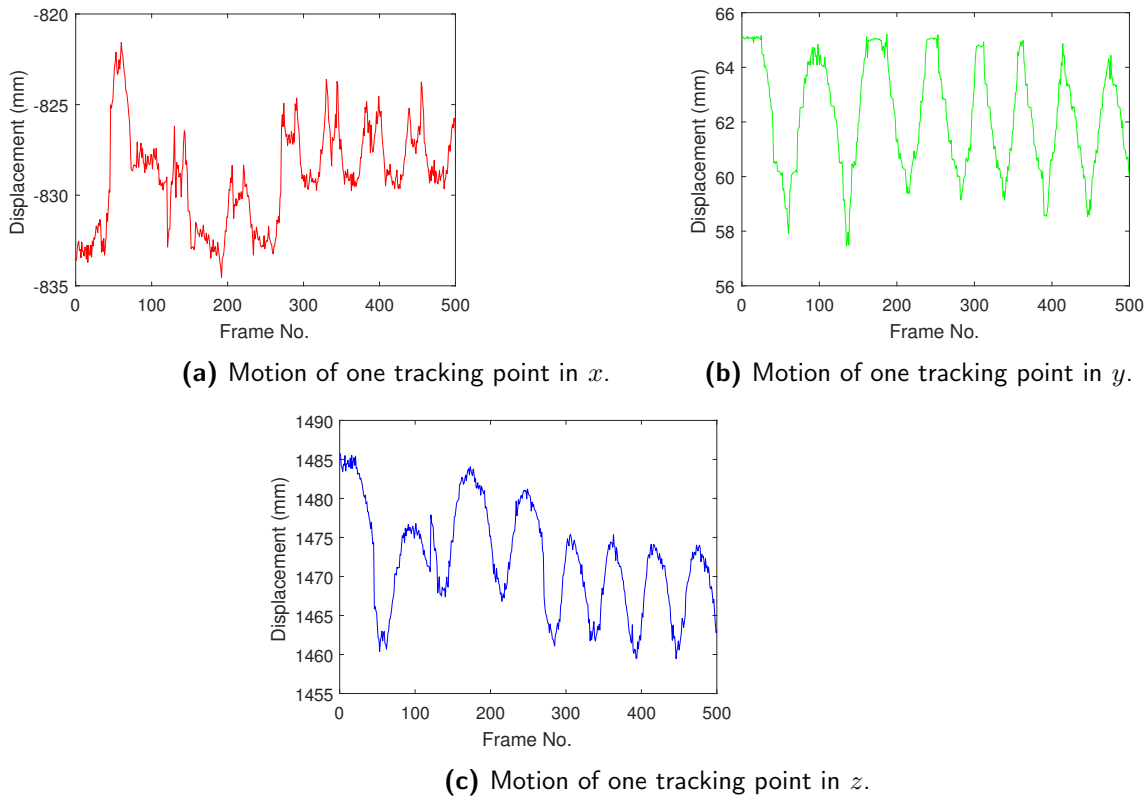 -820
-825
-830
-835
Displacement (mm)
0 100 200 300 400 500
Frame No.
(a) Motion of one tracking point in x.
66
64
62
60
58
56
Displacement (mm)
0 100 200 300 400 500
Frame No.
(b) Motion of one tracking point in y.
1490
1485
1480
1475
1470
1465
1460
1455
Displacement (mm)
0 100 200 300 400 500
Frame No.
(c) Motion of one tracking point in z.